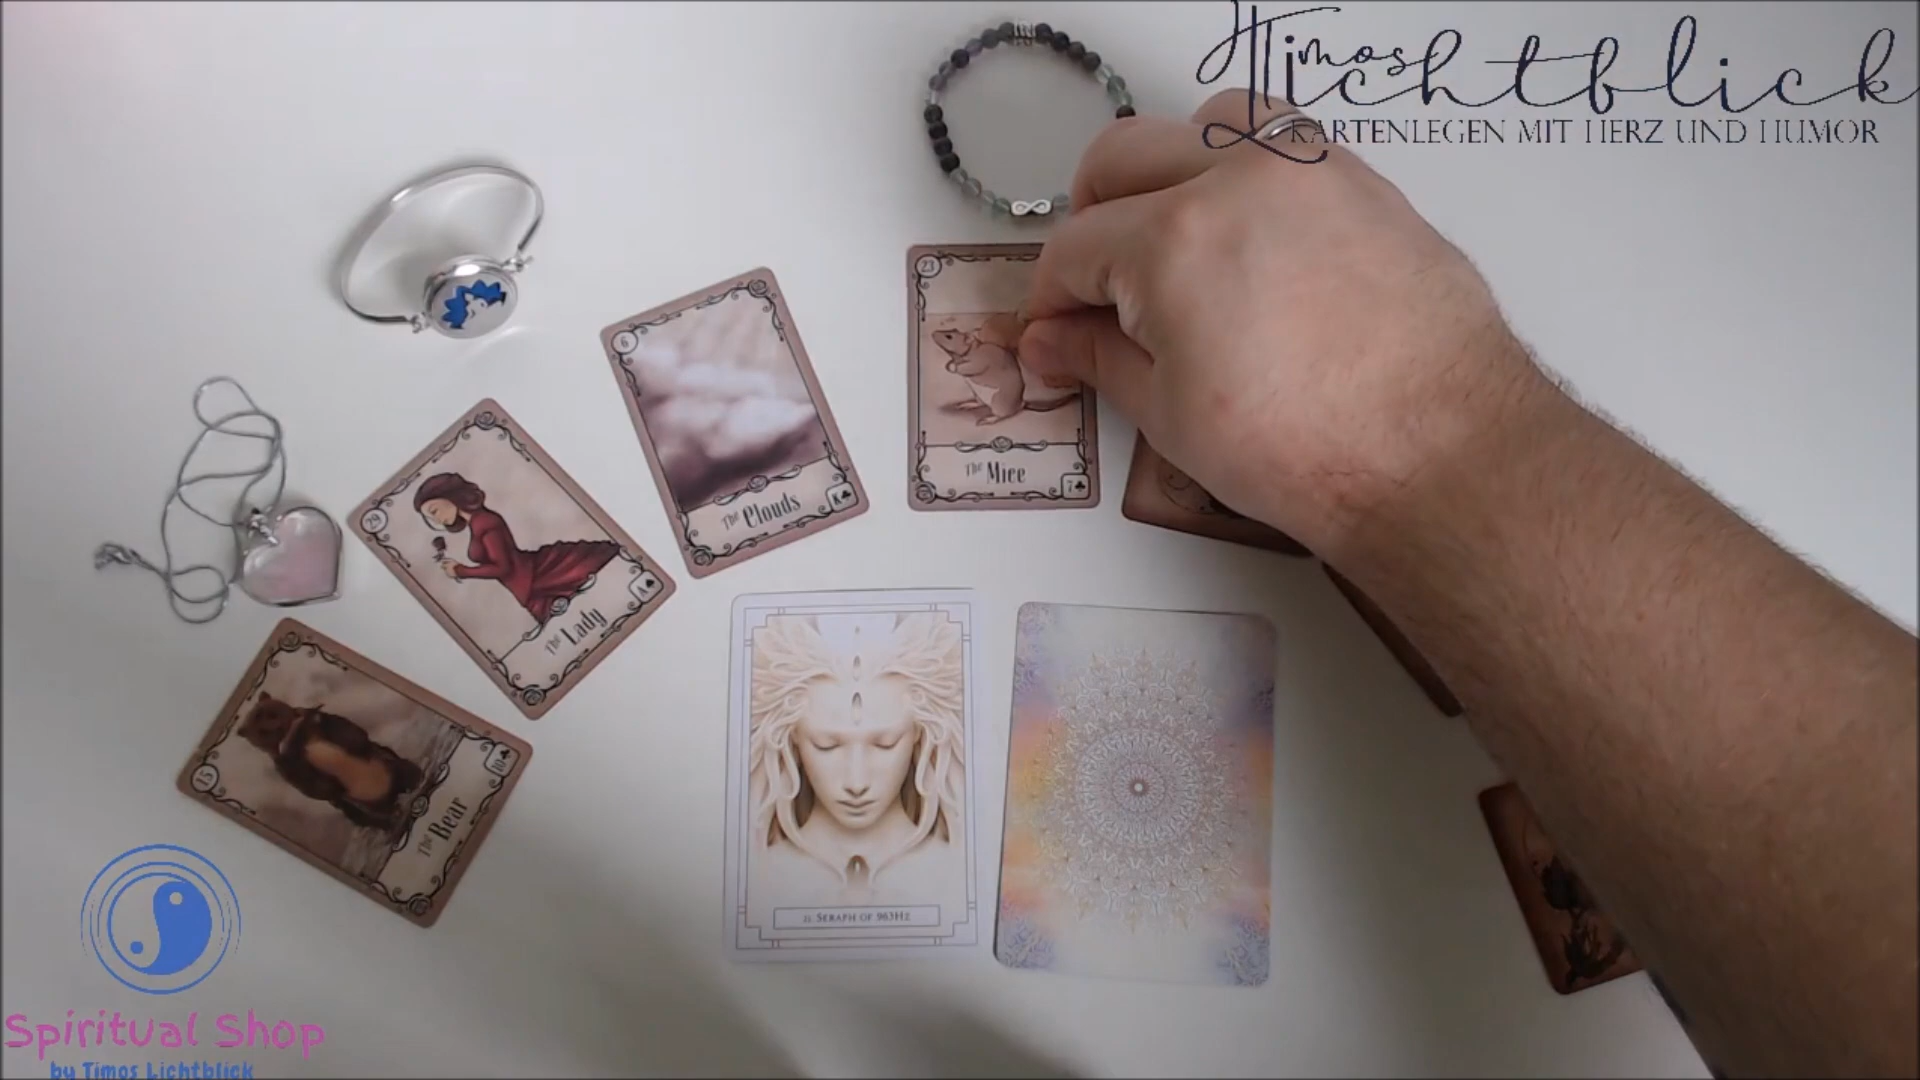 Timos
Lichtblick
KARTENLEGEN MIT HERZ UND HUMOR
23
6
The Mice
7♣
29
The Clouds
K♣
The Lady
A♠
15
The Bear
10♣
21 SERAPH OF 963HZ
Spiritual Shop
by Timos Lichtblick